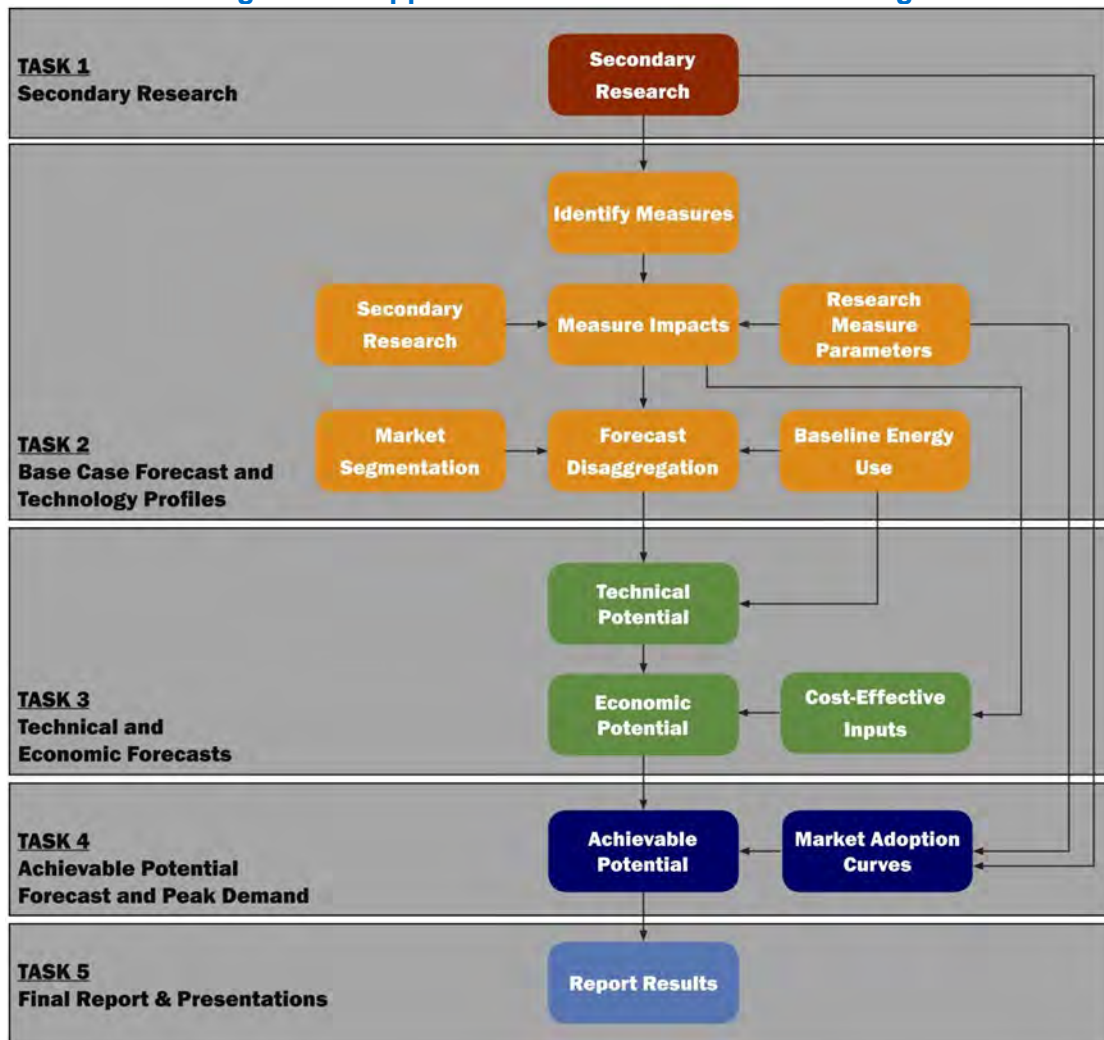 TASK 1
Secondary Research
Secondary
Research
Identify Measures
Secondary
Research
Measure Impacts
Research
Measure
Parameters
TASK 2
Base Case Forecast and
Technology Profiles
Market
Segmentation
Forecast
Disaggregation
Baseline Energy
Use
Technical
Potential
TASK 3
Technical and
Economic Forecasts
Economic
Potential
Cost-Effective
Inputs
TASK 4
Achievable Potential
Forecast and Peak Demand
Achievable
Potential
Market Adoption
Curves
TASK 5
Final Report & Presentations
Report Results